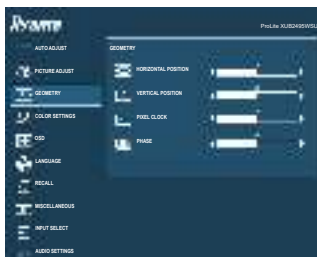 iiyama
ProLite XUB2495WSU
AUTO ADJUST
PICTURE ADJUST
GEOMETRY
COLOR SETTINGS
OSD
LANGUAGE
RECALL
MISCELLANEOUS
INPUT SELECT
AUDIO SETTINGS
GEOMETRY
HORIZONTAL POSITION
VERTICAL POSITION
PIXEL CLOCK
PHASE